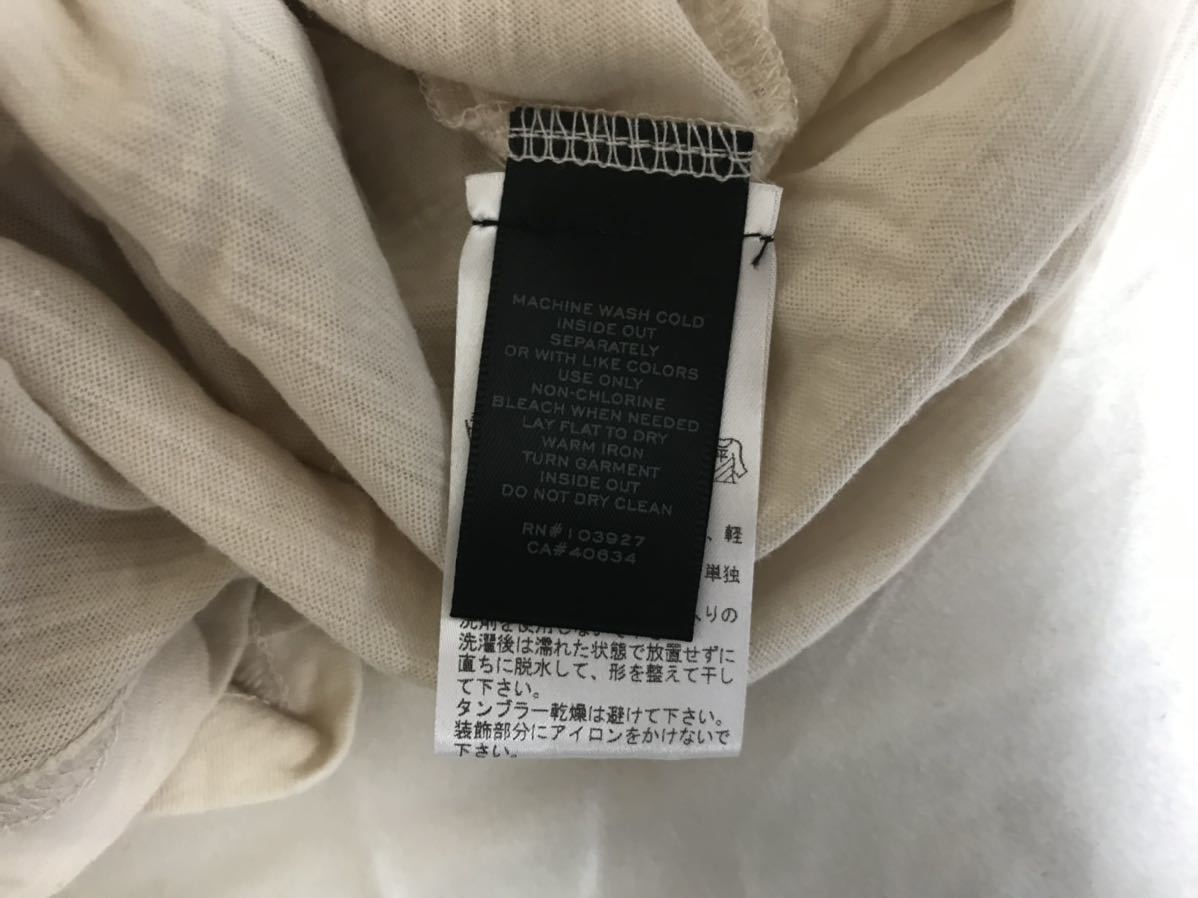 MACHINE WASH COLD
INSIDE OUT
SEPARATELY
OR WITH LIKE COLORS
USE ONLY
NON-CHLORINE
BLEACH WHEN NEEDED
LAY FLAT TO DRY
WARM IRON
TURN GARMENT
INSIDE OUT
DO NOT DRY CLEAN
RN#103927
CA#40634
平
、軽
単独
入りの
洗濯後は濡れた状態で放置せずに
直ちに脱水して、形を整えて干し
て下さい。
タンブラー乾燥は避けて下さい。
装飾部分にアイロンをかけないで
下さい。